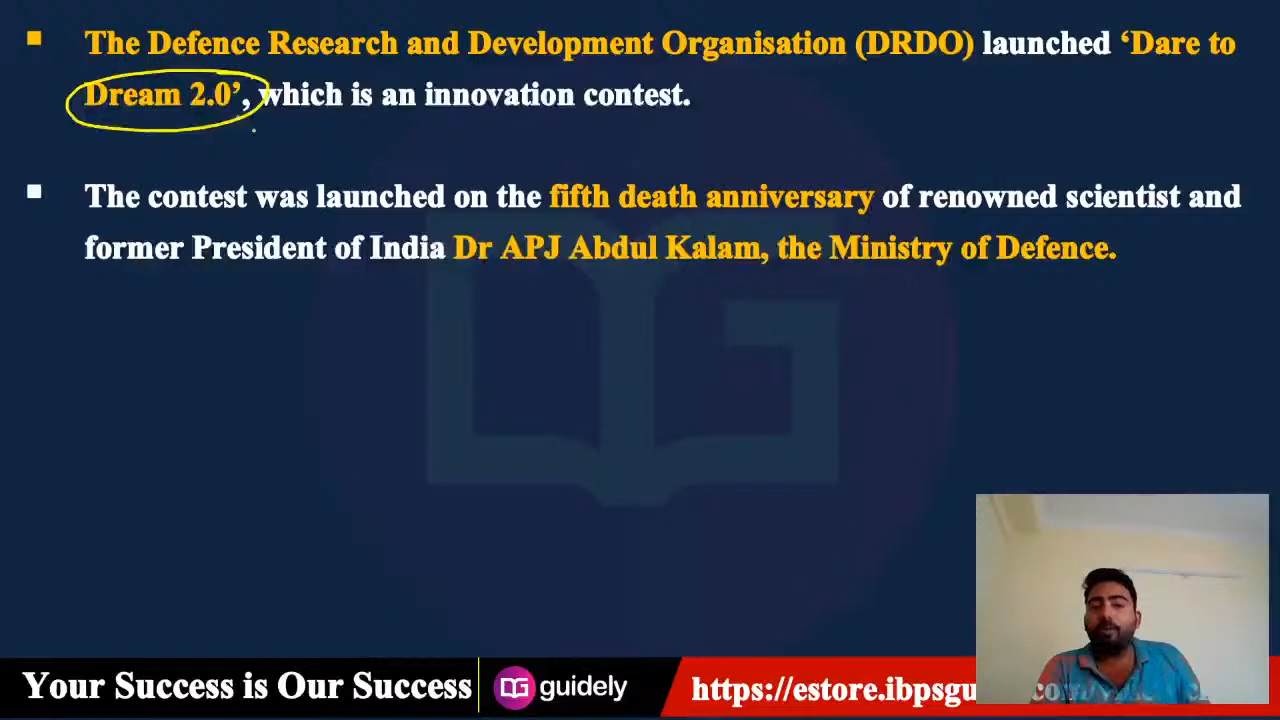 The Defence Research and Development Organisation (DRDO) launched ‘Dare to
Dream 2.0’, which is an innovation contest.
The contest was launched on the fifth death anniversary of renowned scientist and
former President of India Dr APJ Abdul Kalam, the Ministry of Defence.
Your Success is Our Success
guidely
https://estore.ibpsgu